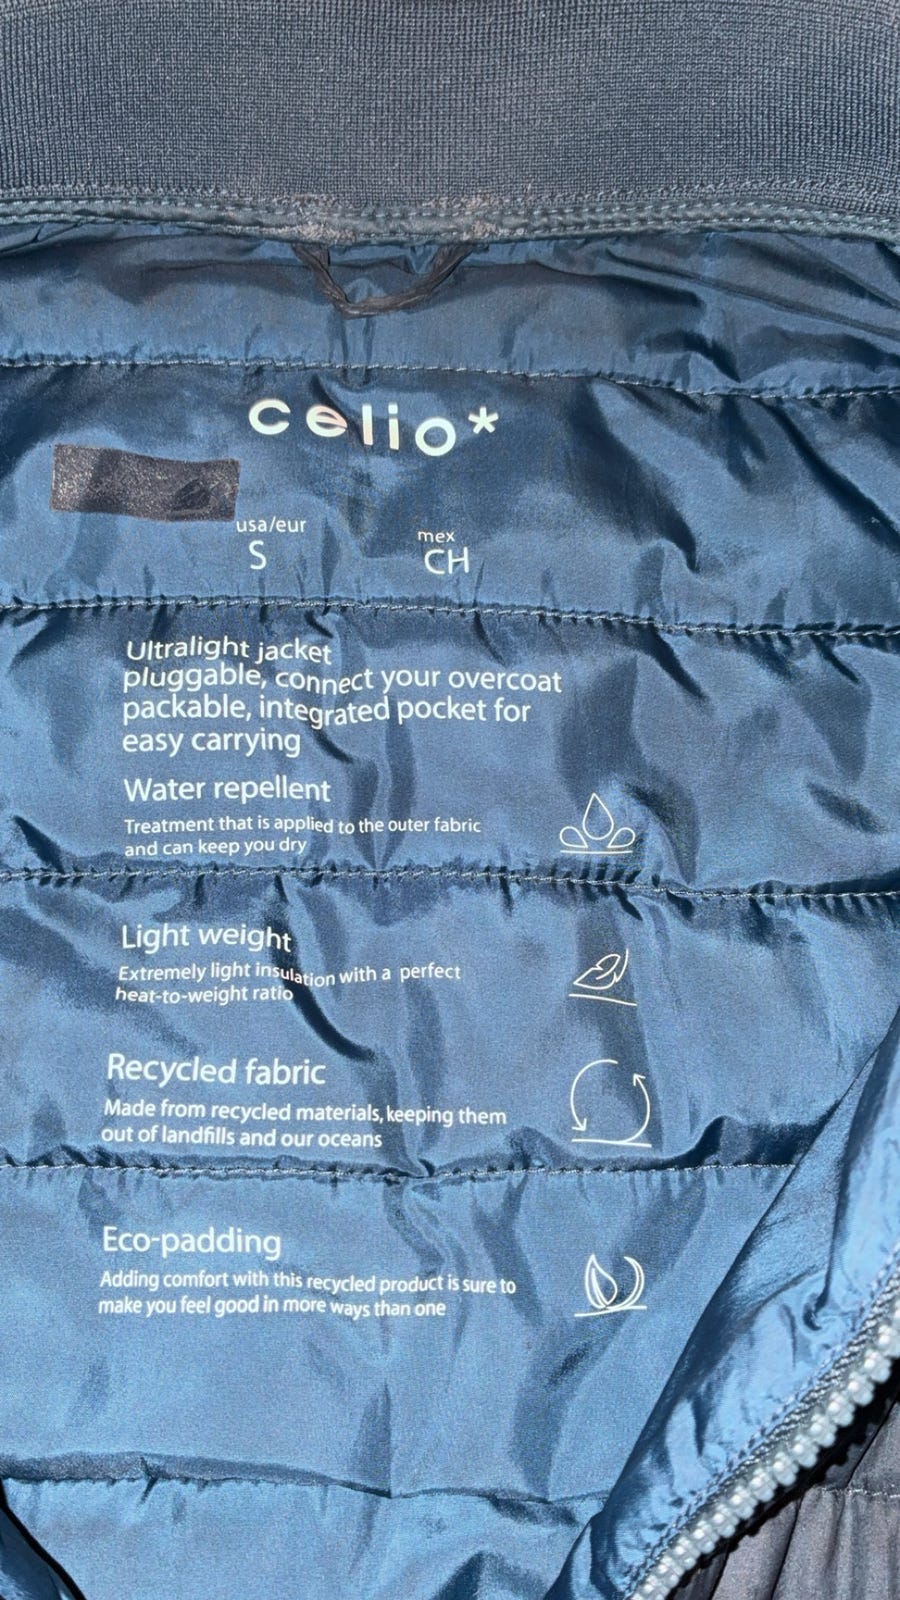 celio*
usa/eur mex
S CH
Ultralight jacket
pluggable, connect your overcoat
packable, integrated pocket for
easy carrying
Water repellent
Treatment that is applied to the outer fabric
and can keep you dry
Light weight
Extremely light insulation with a perfect
heat-to-weight ratio
Recycled fabric
Made from recycled materials, keeping them
out of landfills and our oceans
Eco-padding
Adding comfort with this recycled product is sure to
make you feel good in more ways than one